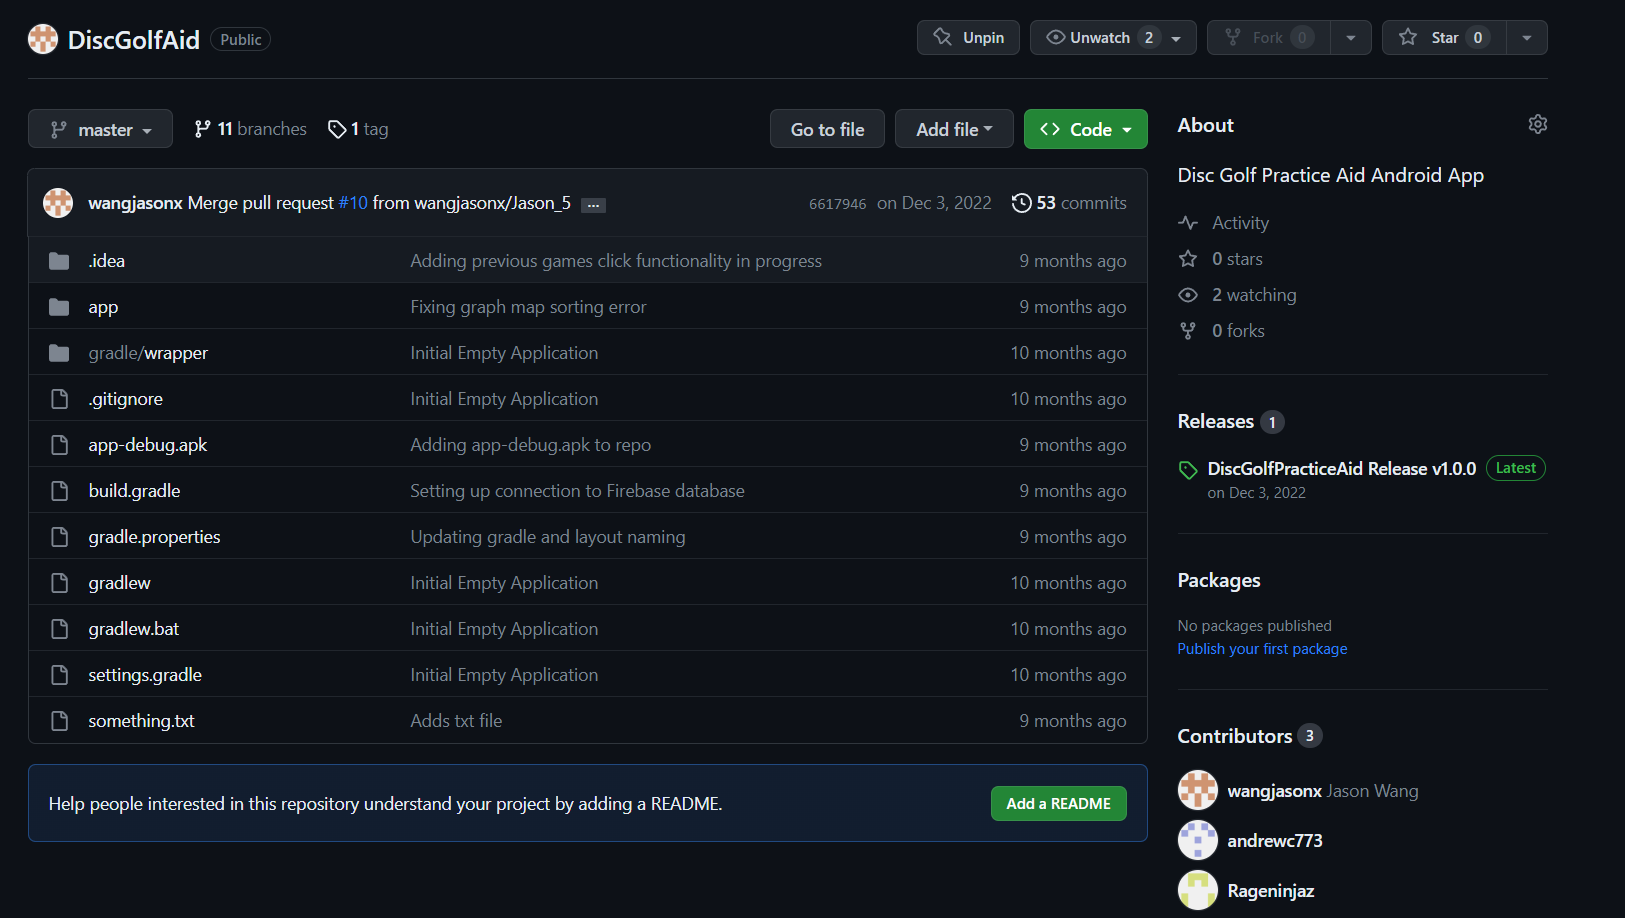 DiscGolfAid Public Unpin Unwatch 2 Fork 0 Star 0
master 11 branches 1 tag Go to file Add file Code
wangjasonx Merge pull request #10 from wangjasonx/Jason_5 ... 6617946 on Dec 3, 2022 53 commits
.idea Adding previous games click functionality in progress 9 months ago
app Fixing graph map sorting error 9 months ago
gradle/wrapper Initial Empty Application 10 months ago
.gitignore Initial Empty Application 10 months ago
app-debug.apk Adding app-debug.apk to repo 9 months ago
build.gradle Setting up connection to Firebase database 9 months ago
gradle.properties Updating gradle and layout naming 9 months ago
gradlew Initial Empty Application 10 months ago
gradlew.bat Initial Empty Application 10 months ago
settings.gradle Initial Empty Application 10 months ago
something.txt Adds txt file 9 months ago
Help people interested in this repository understand your project by adding a README. Add a README
About
Disc Golf Practice Aid Android App
Activity
0 stars
2 watching
0 forks
Releases 1
DiscGolfPracticeAid Release v1.0.0 Latest
on Dec 3, 2022
Packages
No packages published
Publish your first package
Contributors 3
wangjasonx Jason Wang
andrewc773
Rageninjaz